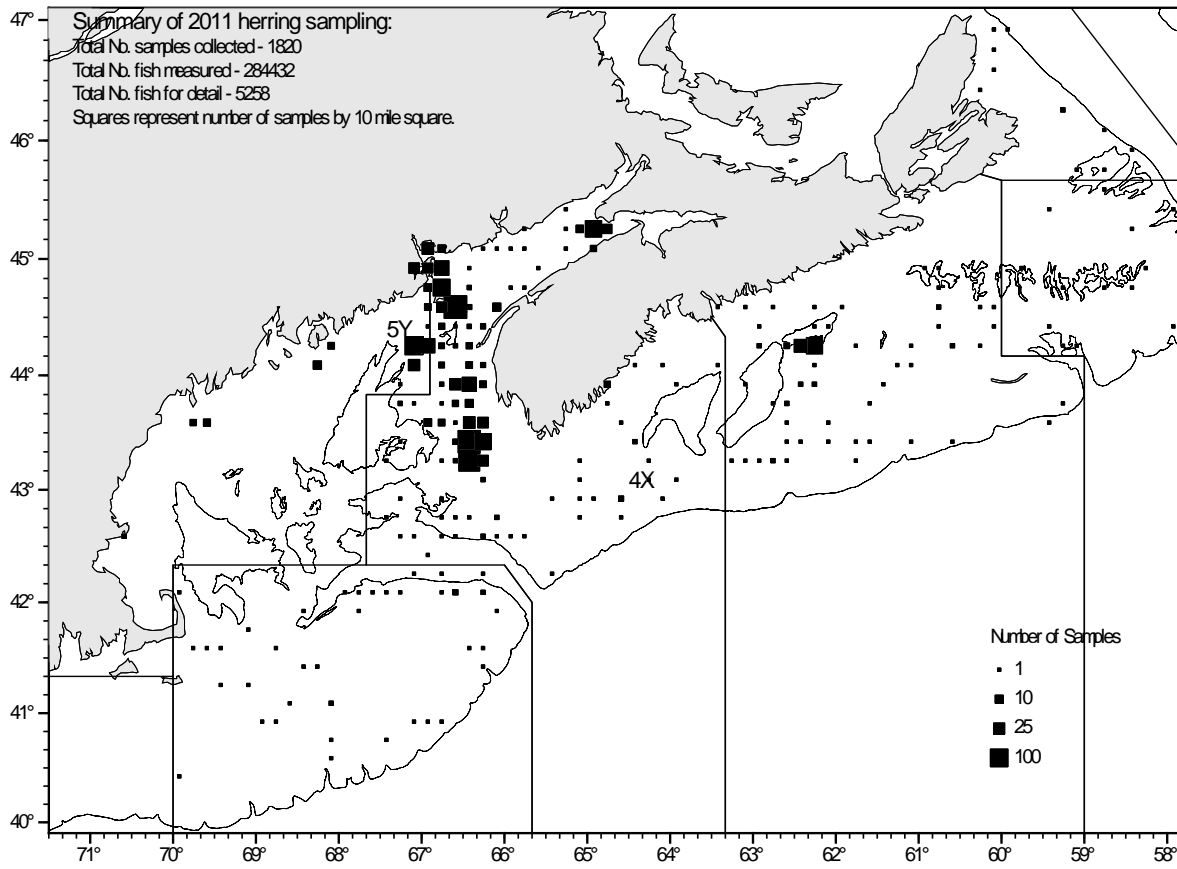 Summary of 2011 herring sampling:
Total No. samples collected - 1820
Total No. fish measured - 284432
Total No. fish for detail - 5258
Squares represent number of samples by 10 mile square.
47°
46°
45°
44°
43°
42°
41°
40°
5Y
4X
Number of Samples
1
10
25
100
71° 70° 69° 68° 67° 66° 65° 64° 63° 62° 61° 60° 59° 58°